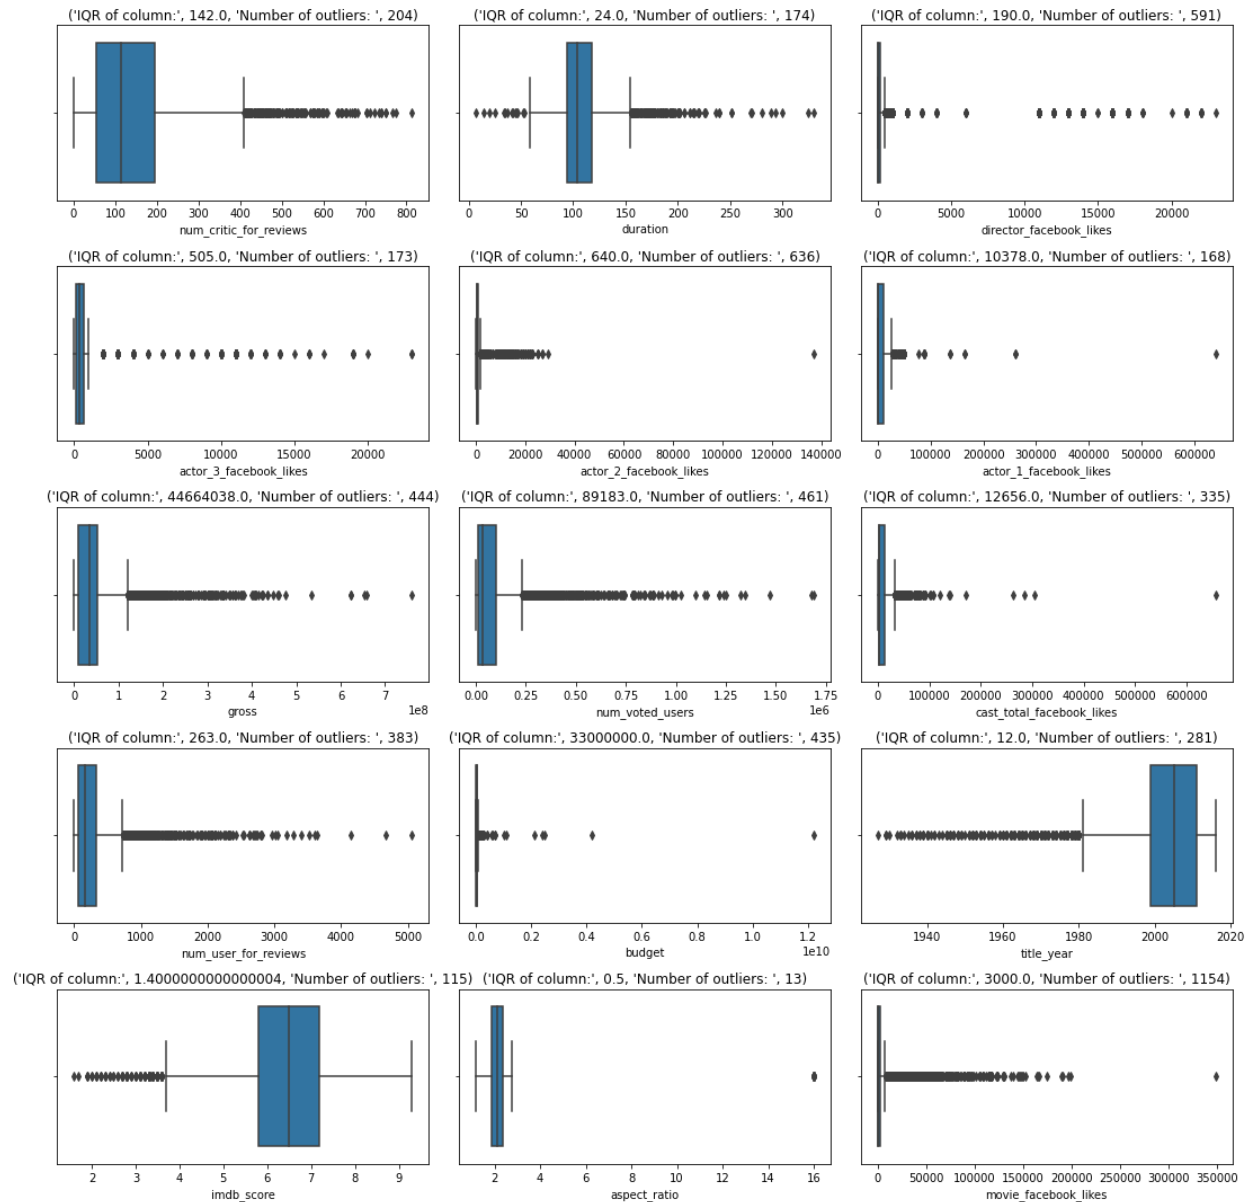 ('IQR of column:', 142.0, 'Number of outliers: ', 204)
('IQR of column:', 24.0, 'Number of outliers: ', 174)
('IQR of column:', 190.0, 'Number of outliers: ', 591)
0 100 200 300 400 500 600 700 800
0 50 100 150 200 250 300
0 5000 10000 15000 20000
num_critic_for_reviews
duration
director_facebook_likes
('IQR of column:', 505.0, 'Number of outliers: ', 173)
('IQR of column:', 640.0, 'Number of outliers: ', 636)
('IQR of column:', 10378.0, 'Number of outliers: ', 168)
0 5000 10000 15000 20000
0 20000 40000 60000 80000 100000 120000 140000
0 100000 200000 300000 400000 500000 600000
actor_3_facebook_likes
actor_2_facebook_likes
actor_1_facebook_likes
('IQR of column:', 44664038.0, 'Number of outliers: ', 444)
('IQR of column:', 89183.0, 'Number of outliers: ', 461)
('IQR of column:', 12656.0, 'Number of outliers: ', 335)
0 1 2 3 4 5 6 7
0.00 0.25 0.50 0.75 1.00 1.25 1.50 1.75
0 100000 200000 300000 400000 500000 600000
gross 1e8
num_voted_users 1e6
cast_total_facebook_likes
('IQR of column:', 263.0, 'Number of outliers: ', 383)
('IQR of column:', 33000000.0, 'Number of outliers: ', 435)
('IQR of column:', 12.0, 'Number of outliers: ', 281)
0 1000 2000 3000 4000 5000
0.0 0.2 0.4 0.6 0.8 1.0 1.2
1940 1960 1980 2000 2020
num_user_for_reviews
budget 1e10
title_year
('IQR of column:', 1.4000000000000004, 'Number of outliers: ', 115)
('IQR of column:', 0.5, 'Number of outliers: ', 13)
('IQR of column:', 3000.0, 'Number of outliers: ', 1154)
2 3 4 5 6 7 8 9
2 4 6 8 10 12 14 16
0 50000 100000 150000 200000 250000 300000 350000
imdb_score
aspect_ratio
movie_facebook_likes